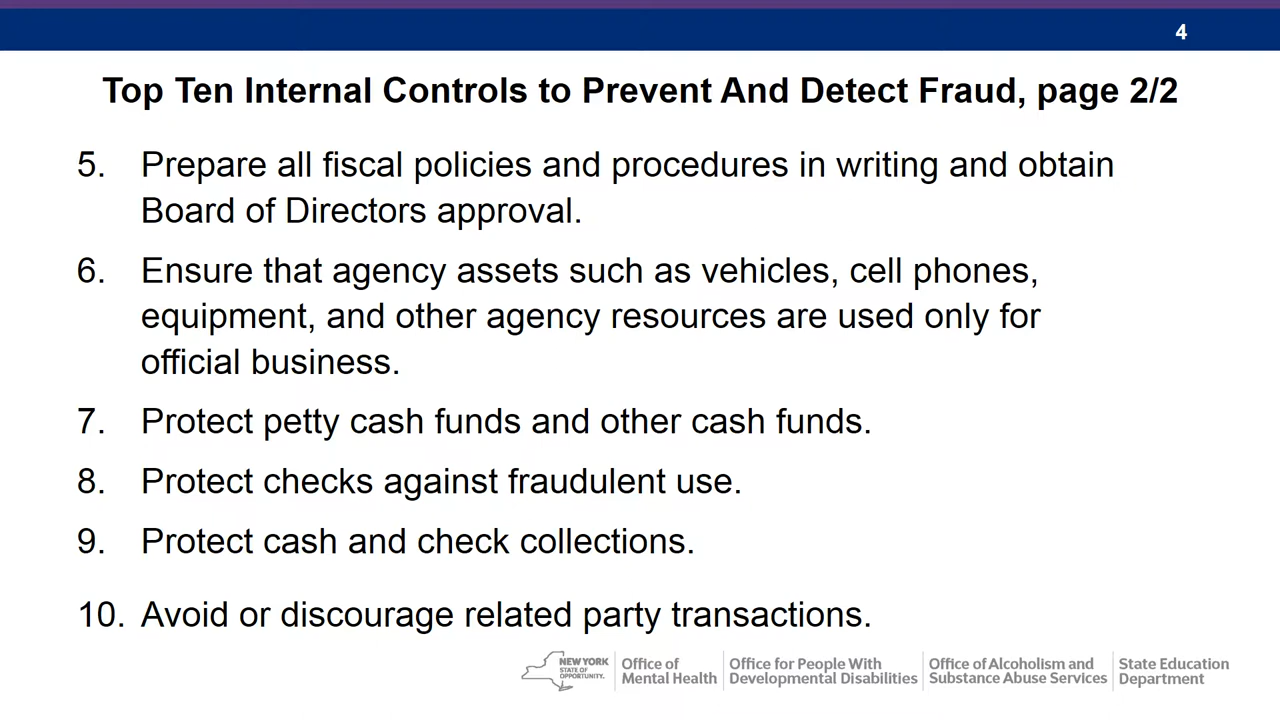 4
Top Ten Internal Controls to Prevent And Detect Fraud, page 2/2
5. Prepare all fiscal policies and procedures in writing and obtain
Board of Directors approval.
6. Ensure that agency assets such as vehicles, cell phones,
equipment, and other agency resources are used only for
official business.
7. Protect petty cash funds and other cash funds.
8. Protect checks against fraudulent use.
9. Protect cash and check collections.
10. Avoid or discourage related party transactions.
NEW YORK
STATE OF
OPPORTUNITY.
Office of
Mental Health
Office for People With
Developmental Disabilities
Office of Alcoholism and
Substance Abuse Services
State Education
Department